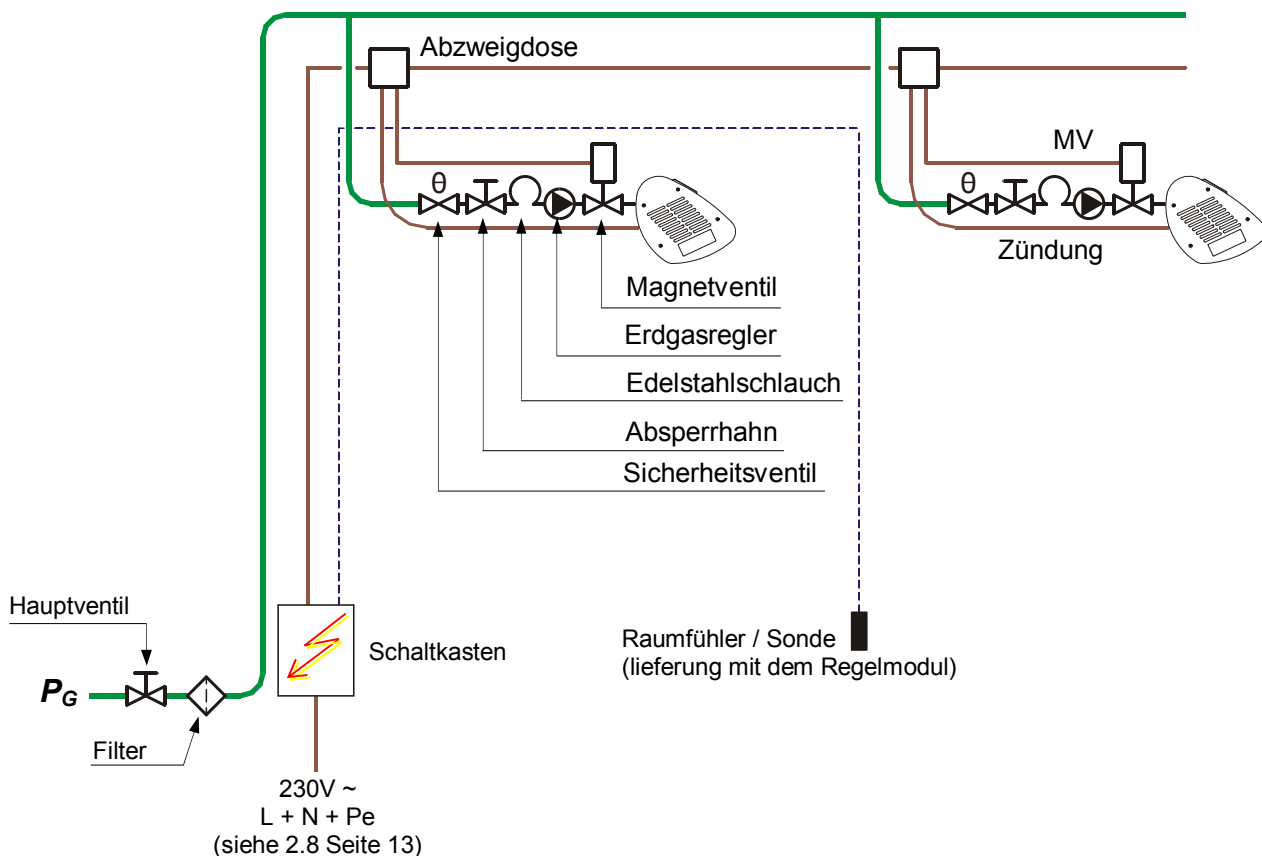 Abzweigdose
θ
MV
θ
Zündung
Magnetventil
Erdgasregler
Edelstahlschlauch
Absperrhahn
Sicherheitsventil
Hauptventil
Schaltkasten
Raumfühler / Sonde
(lieferung mit dem Regelmodul)
PG
Filter
230V ~
L + N + Pe
(siehe 2.8 Seite 13)